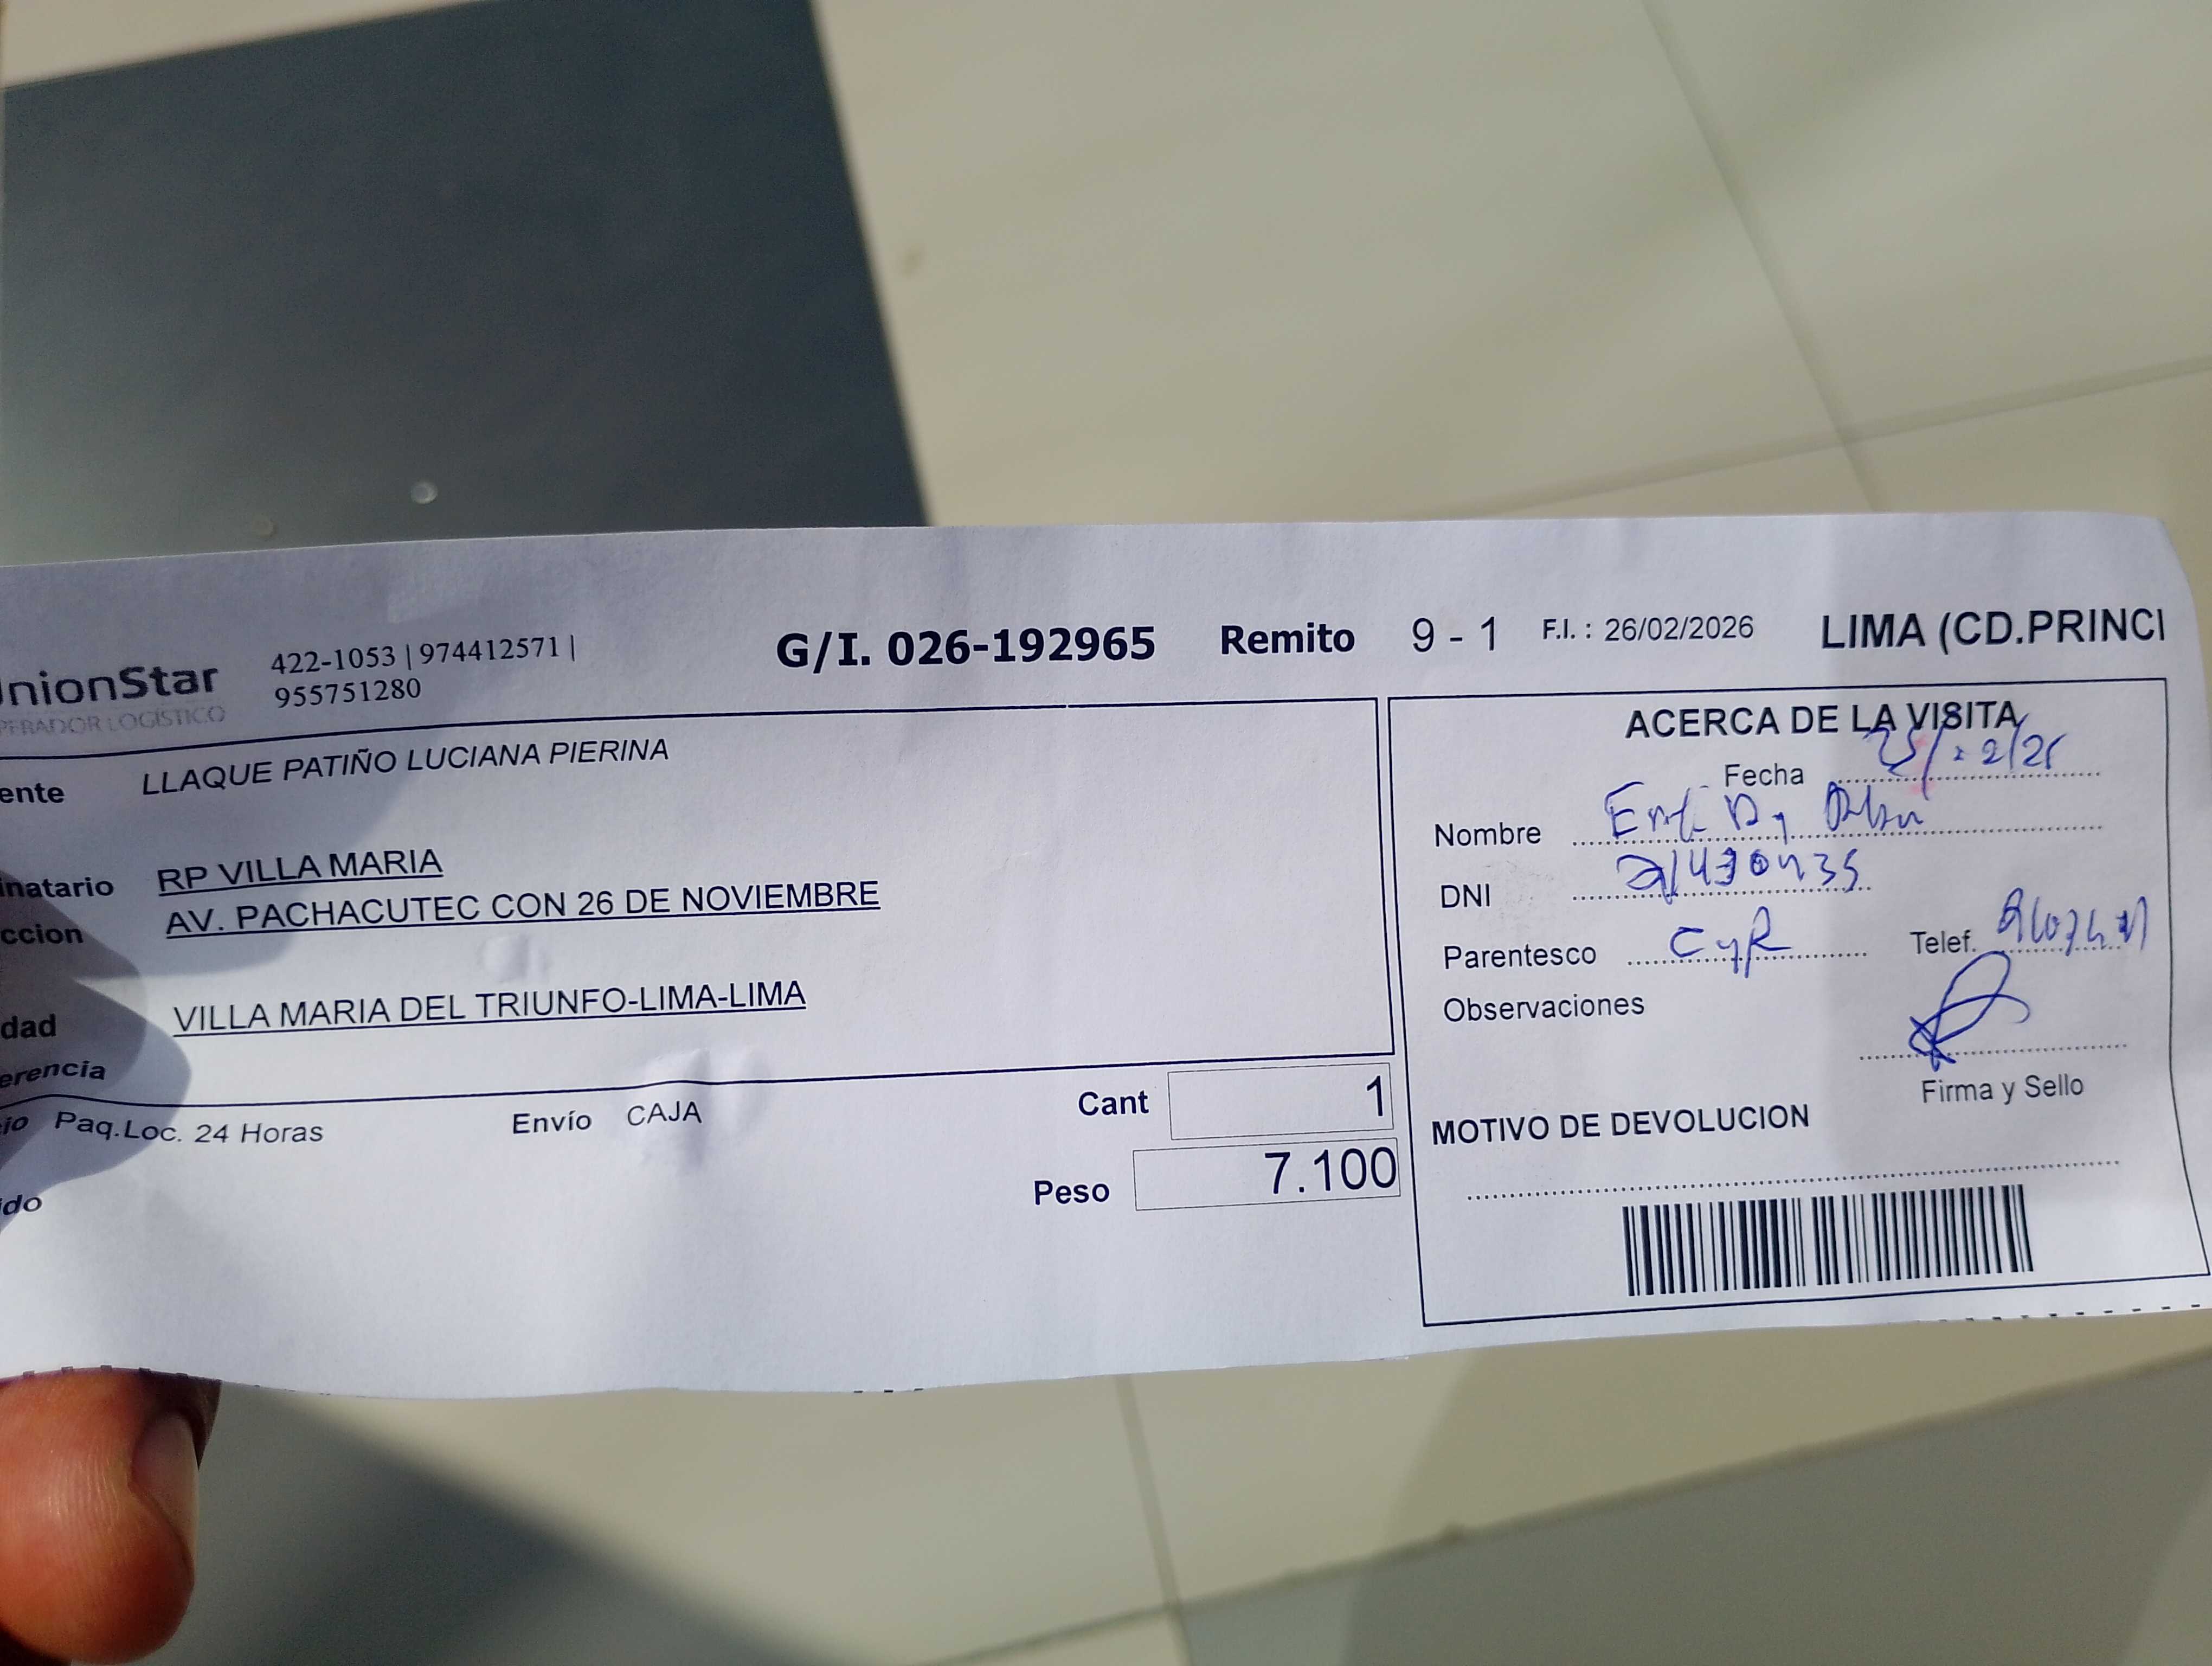 nionStar
PERADOR LOGÍSTICO
422-1053 | 974412571 |
955751280
G/I. 026-192965 Remito 9 - 1 F.I. : 26/02/2026 LIMA (CD.PRINCI
ente LLAQUE PATIÑO LUCIANA PIERINA
inatario RP VILLA MARIA
ccion AV. PACHACUTEC CON 26 DE NOVIEMBRE
dad VILLA MARIA DEL TRIUNFO-LIMA-LIMA
erencia
io Paq.Loc. 24 Horas Envío CAJA
Cant 1
Peso 7.100
ido
ACERCA DE LA VISITA
Fecha
Nombre
DNI
Parentesco CyR Telef.
Observaciones
Firma y Sello
MOTIVO DE DEVOLUCION